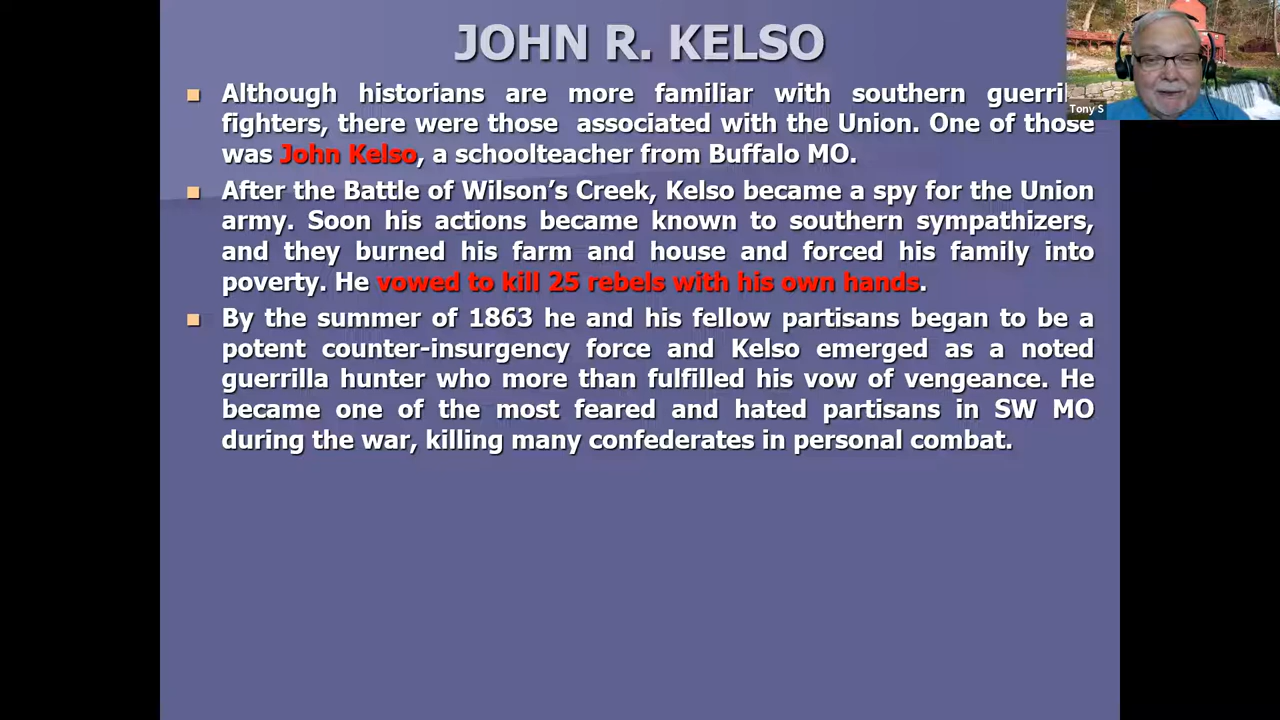 JOHN R. KELSO
Although historians are more familiar with southern
fighters, there were those associated with the Union. One of those
was John Kelso, a schoolteacher from Buffalo MO.
After the Battle of Wilson's Creek, Kelso became a spy for the Union
army. Soon his actions became known to southern sympathizers,
and they burned his farm and house and forced his family into
poverty. He vowed to kill 25 rebels with his own hands.
By the summer of 1863 he and his fellow partisans began to be a
potent counter-insurgency force and Kelso emerged as a noted
guerrilla hunter who more than fulfilled his vow of vengeance. He
became one of the most feared and hated partisans in SW MO
during the war, killing many confederates in personal combat.
Tony S